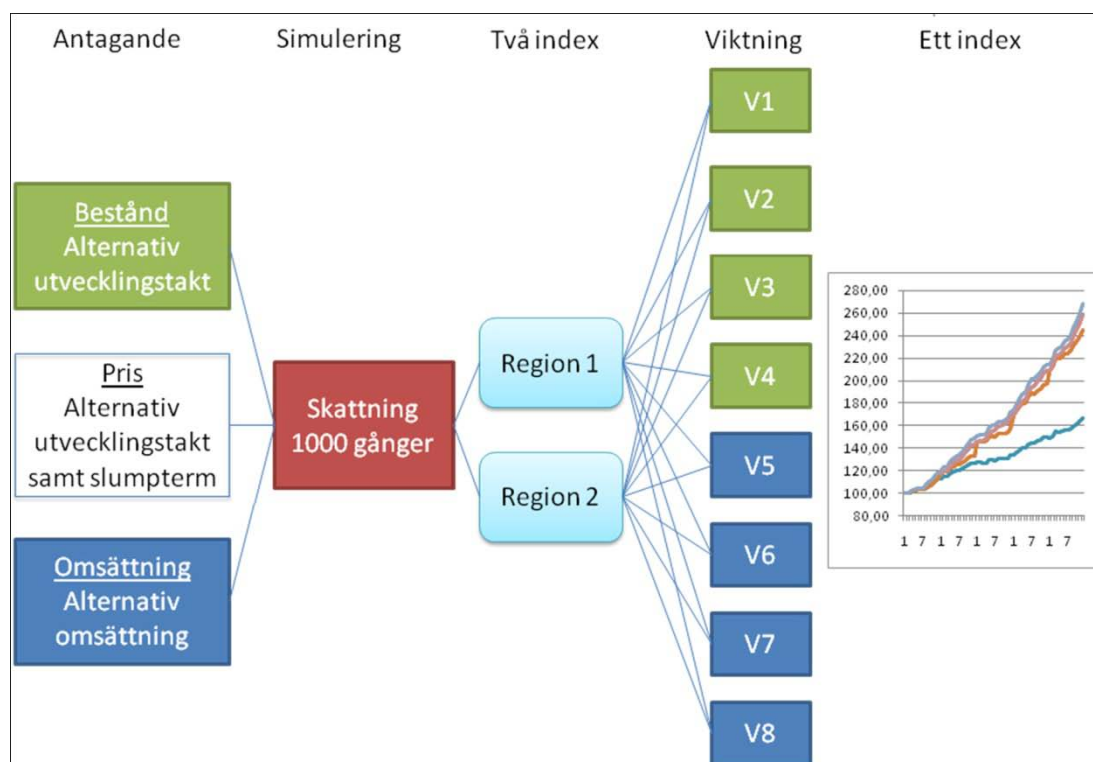 Antagande
Simulering
Två index
Viktning
Ett index
Bestånd
Alternativ
utvecklingstakt
Pris
Alternativ
utvecklingstakt
samt slumpterm
Omsättning
Alternativ
omsättning
Skattning
1000 gånger
Region 1
Region 2
V1
V2
V3
V4
V5
V6
V7
V8
280,00
260,00
240,00
220,00
200,00
180,00
160,00
140,00
120,00
100,00
80,00
1 7 1 7 1 7 1 7 1 7